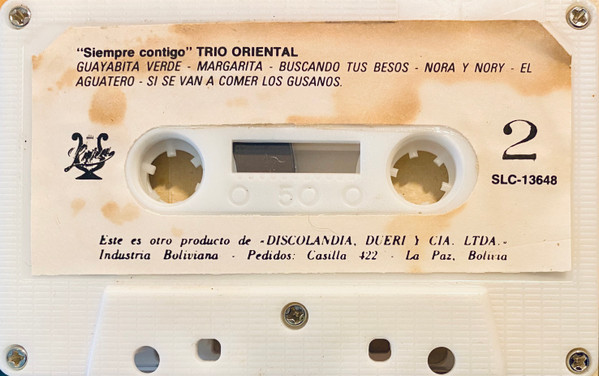 "Siempre contigo" TRIO ORIENTAL
GUAYABITA VERDE - MARGARITA - BUSCANDO TUS BESOS - NORA Y NORY - EL
AGUATERO - SI SE VAN A COMER LOS GUSANOS.
2
SLC-13648
50
Este es otro producto de «DISCOLANDIA, DUERI Y CIA. LTDA.»
Industria Boliviana - Pedidos: Casilla 422 - La Paz, Bolivia